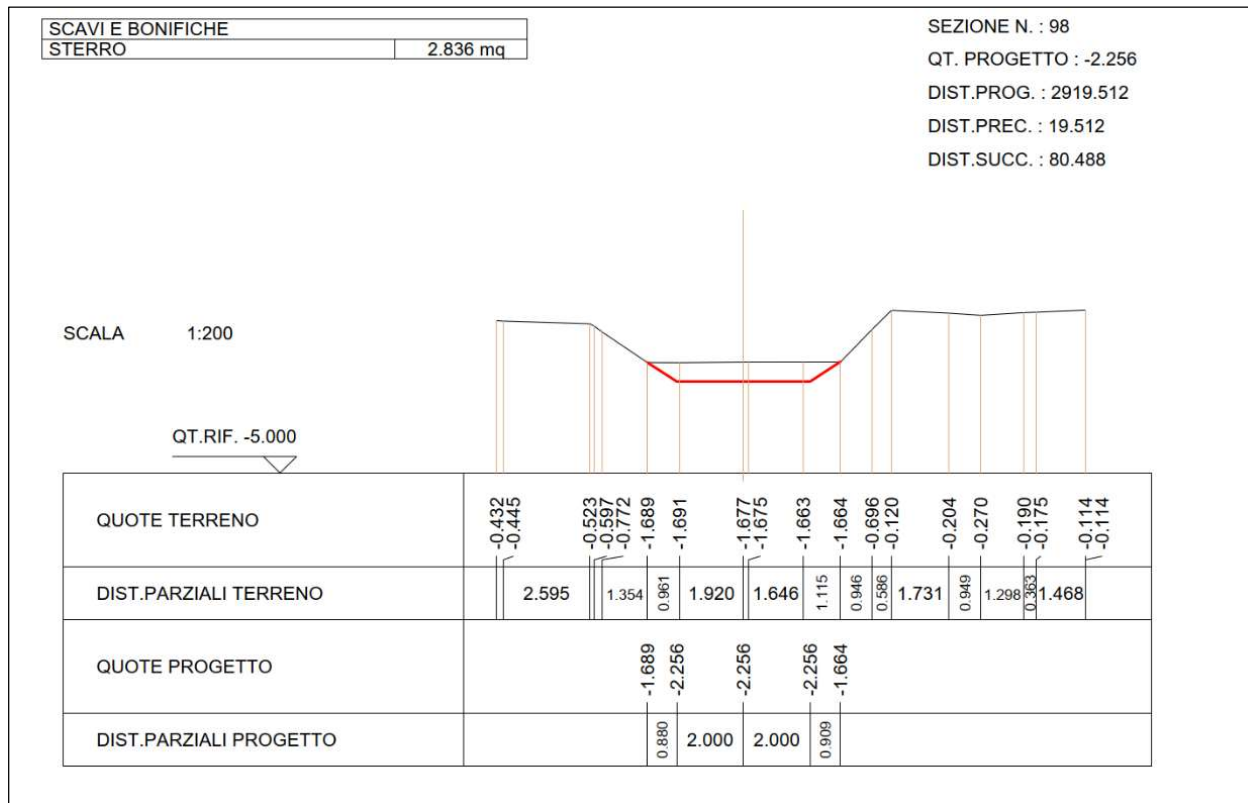 SCAVI E BONIFICHE
STERRO 2.836 mq
SEZIONE N. : 98
QT. PROGETTO : -2.256
DIST.PROG. : 2919.512
DIST.PREC. : 19.512
DIST.SUCC. : 80.488
SCALA 1:200
QT.RIF. -5.000
QUOTE TERRENO -0.432 -0.445 -0.523 -0.597 -0.772 -1.689 -1.691 -1.677 -1.675 -1.663 -1.664 -0.696 -0.120 -0.204 -0.270 -0.190 -0.175 -0.114 -0.114
DIST.PARZIALI TERRENO 2.595 1.354 0.961 1.920 1.646 1.115 0.946 0.586 1.731 0.949 1.298 0.363 1.468
QUOTE PROGETTO -1.689 -2.256 -2.256 -2.256 -1.664
DIST.PARZIALI PROGETTO 0.880 2.000 2.000 0.909